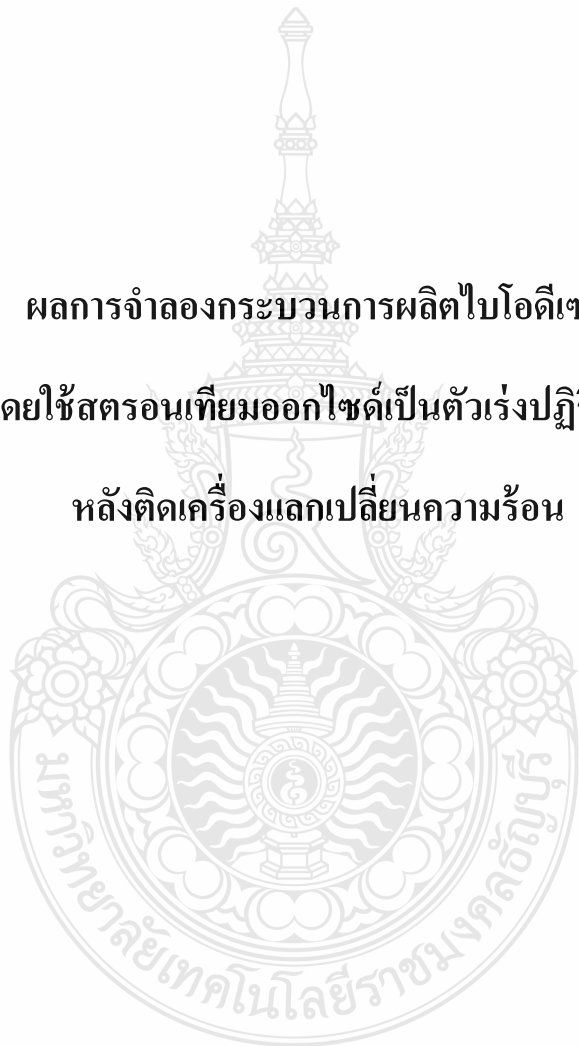 ผลการจำลองกระบวนการผลิตไบโอดีเซ
ดยใช้สตรอนเทียมออกไซด์เป็นตัวเร่งปฏิ
หลังติดเครื่องแลกเปลี่ยนความร้อน
มหาวิทยาลัยเทคโนโลยีราชมงคลธัญบุรี